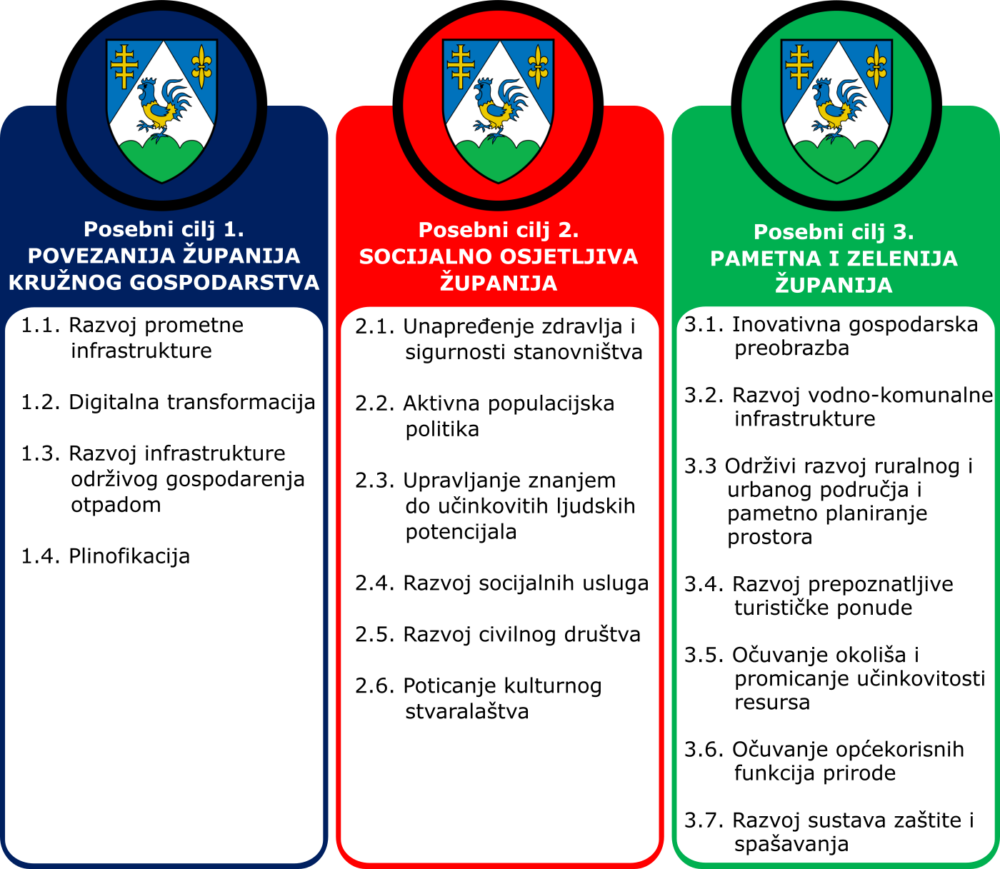 Posebni cilj 1.
POVEZANIJA ŽUPANIJA
KRUŽNOG GOSPODARSTVA
1.1. Razvoj prometne
infrastrukture
1.2. Digitalna transformacija
1.3. Razvoj infrastrukture
održivog gospodarenja
otpadom
1.4. Plinofikacija
Posebni cilj 2.
SOCIJALNO OSJETLJIVA
ŽUPANIJA
2.1. Unapređenje zdravlja i
sigurnosti stanovništva
2.2. Aktivna populacijska
politika
2.3. Upravljanje znanjem
do učinkovitih ljudskih
potencijala
2.4. Razvoj socijalnih usluga
2.5. Razvoj civilnog društva
2.6. Poticanje kulturnog
stvaralaštva
Posebni cilj 3.
PAMETNA I ZELENIJA
ŽUPANIJA
3.1. Inovativna gospodarska
preobrazba
3.2. Razvoj vodno-komunalne
infrastrukture
3.3 Održivi razvoj ruralnog i
urbanog područja i
pametno planiranje
prostora
3.4. Razvoj prepoznatljive
turističke ponude
3.5. Očuvanje okoliša i
promicanje učinkovitosti
resursa
3.6. Očuvanje općekorisnih
funkcija prirode
3.7. Razvoj sustava zaštite i
spašavanja